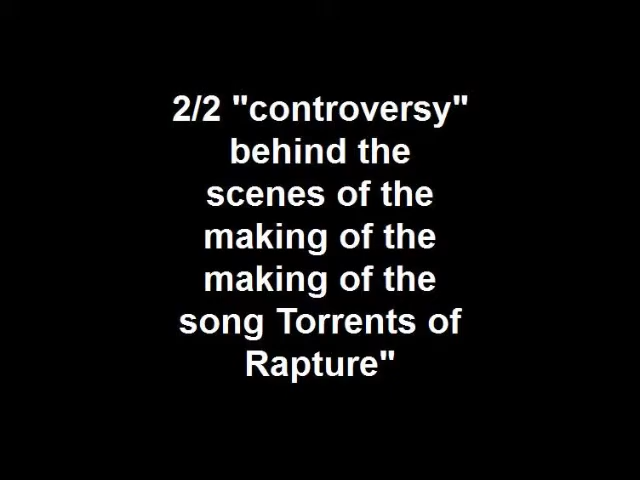 2/2 "controversy"
behind the
scenes of the
making of the
making of the
song Torrents of
Rapture"